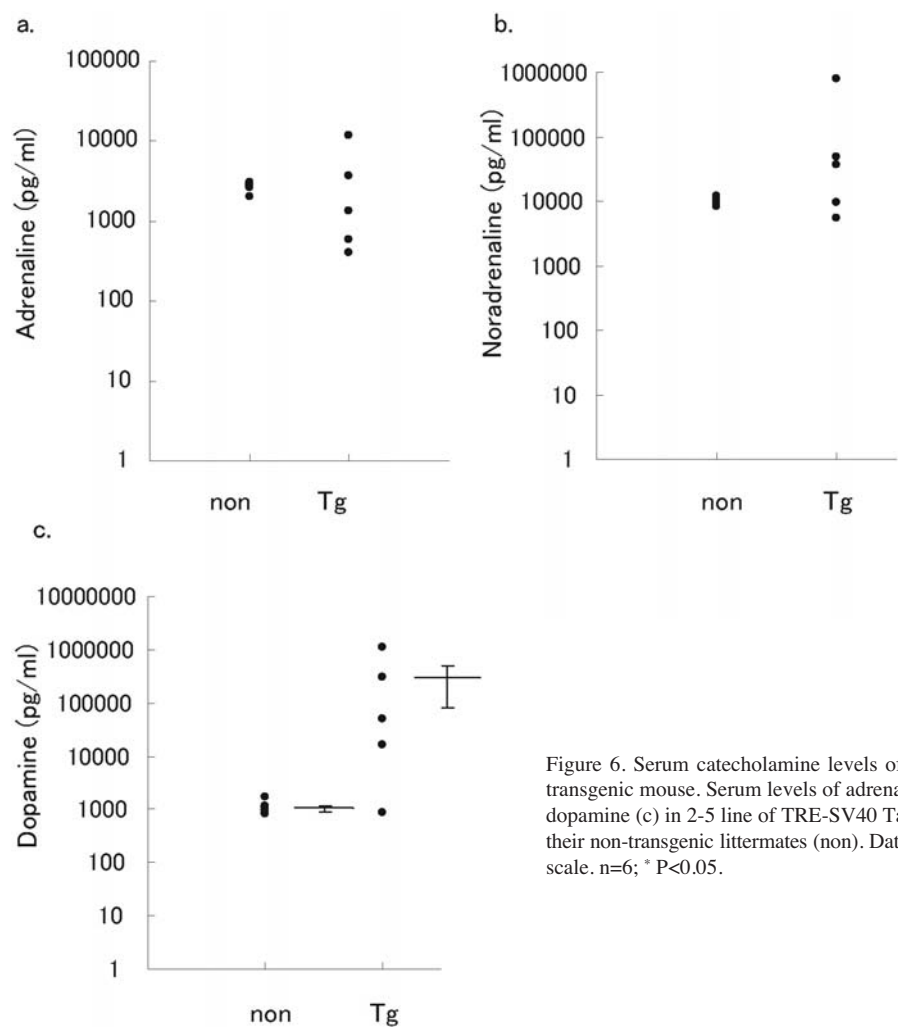 a.
Adrenaline (pg/ml)
100000
10000
1000
100
10
1
non Tg
b.
Noradrenaline (pg/ml)
1000000
100000
10000
1000
100
10
1
non Tg
c.
Dopamine (pg/ml)
10000000
1000000
100000
10000
1000
100
10
1
non Tg
Figure 6. Serum catecholamine levels of
transgenic mouse. Serum levels of adrena
dopamine (c) in 2-5 line of TRE-SV40 Ta
their non-transgenic littermates (non). Dat
scale. n=6; * P<0.05.